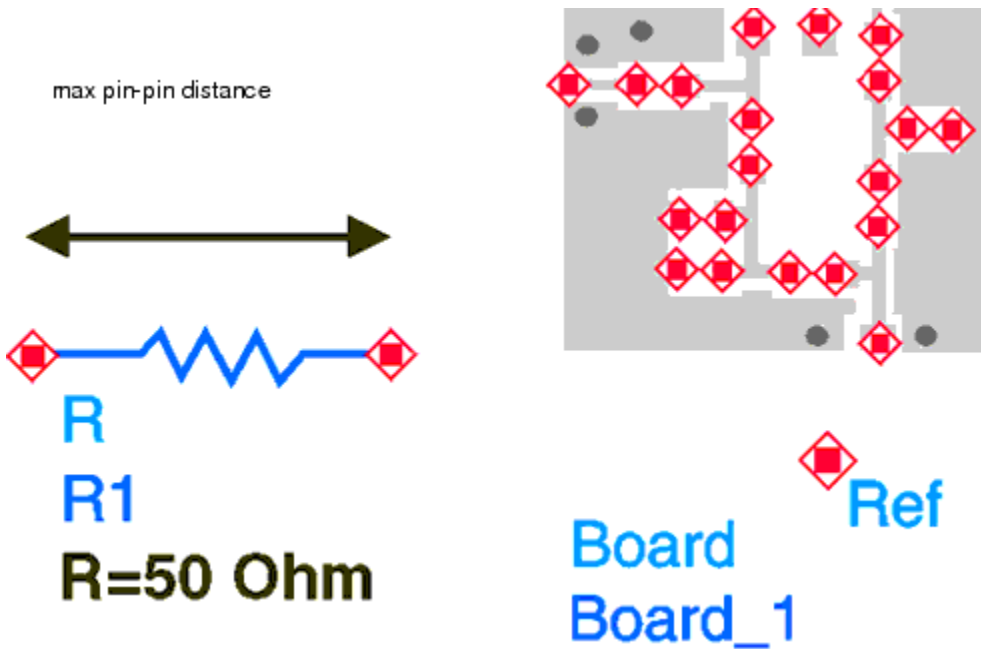 max pin-pin distance
R
R1
R=50 Ohm
Ref
Board
Board_1